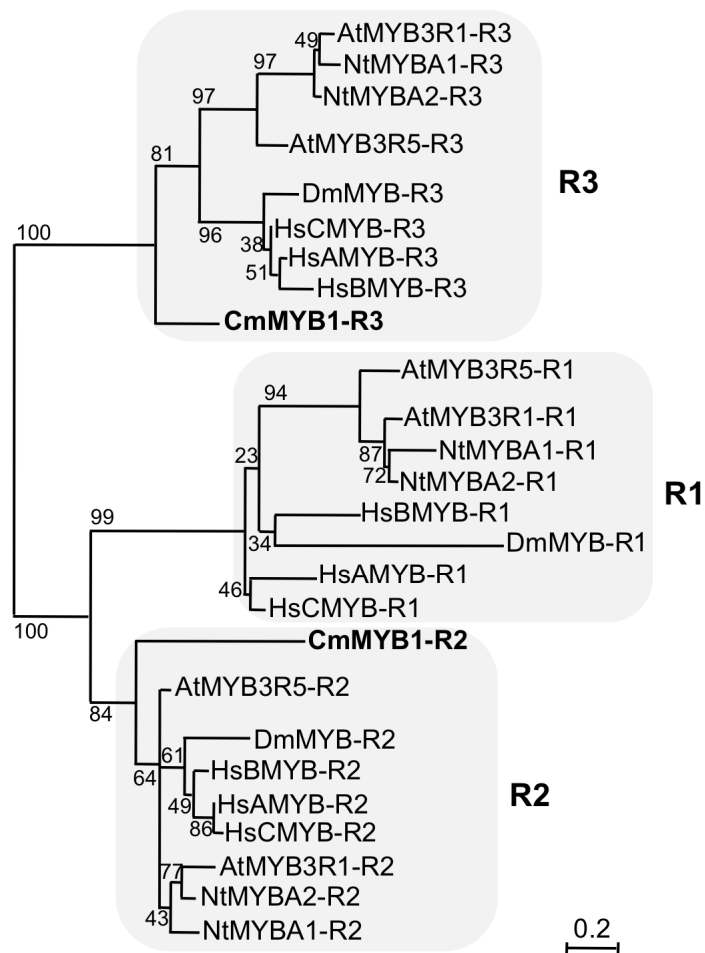 AtMYB3R1-R3
49
NtMYBA1-R3
97
NtMYBA2-R3
97
AtMYB3R5-R3
81
R3
DmMYB-R3
HsCMYB-R3
100
96
38
HsAMYB-R3
51
HsBMYB-R3
CmMYB1-R3
AtMYB3R5-R1
94
AtMYB3R1-R1
87
NtMYBA1-R1
23
72
NtMYBA2-R1
R1
HsBMYB-R1
99
34
DmMYB-R1
HsAMYB-R1
46
HsCMYB-R1
100
CmMYB1-R2
AtMYB3R5-R2
84
DmMYB-R2
61
HsBMYB-R2
64
R2
49
HsAMYB-R2
86
HsCMYB-R2
AtMYB3R1-R2
77
NtMYBA2-R2
43
NtMYBA1-R2
0.2